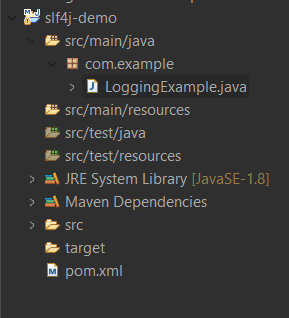 slf4j-demo
src/main/java
com.example
LoggingExample.java
src/main/resources
src/test/java
src/test/resources
JRE System Library [JavaSE-1.8]
Maven Dependencies
src
target
pom.xml